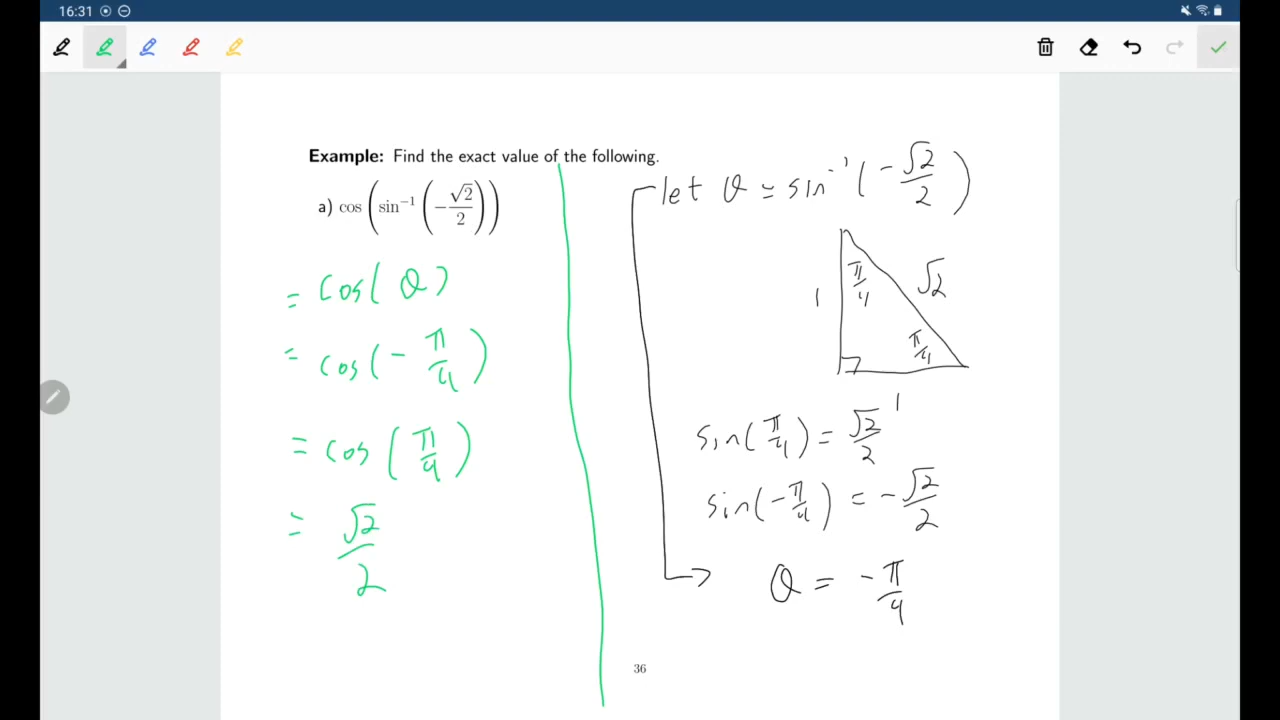 16:31
Example: Find the exact value of the following.
a) cos(sin⁻¹(-√2/2))
= cos(θ)
= cos(-π/4)
= cos(π/4)
= √2/2
let θ = sin⁻¹(-√2/2)
π/4
√2
1
π/4
1
sin(π/4) = √2/2
sin(-π/4) = -√2/2
θ = -π/4
36